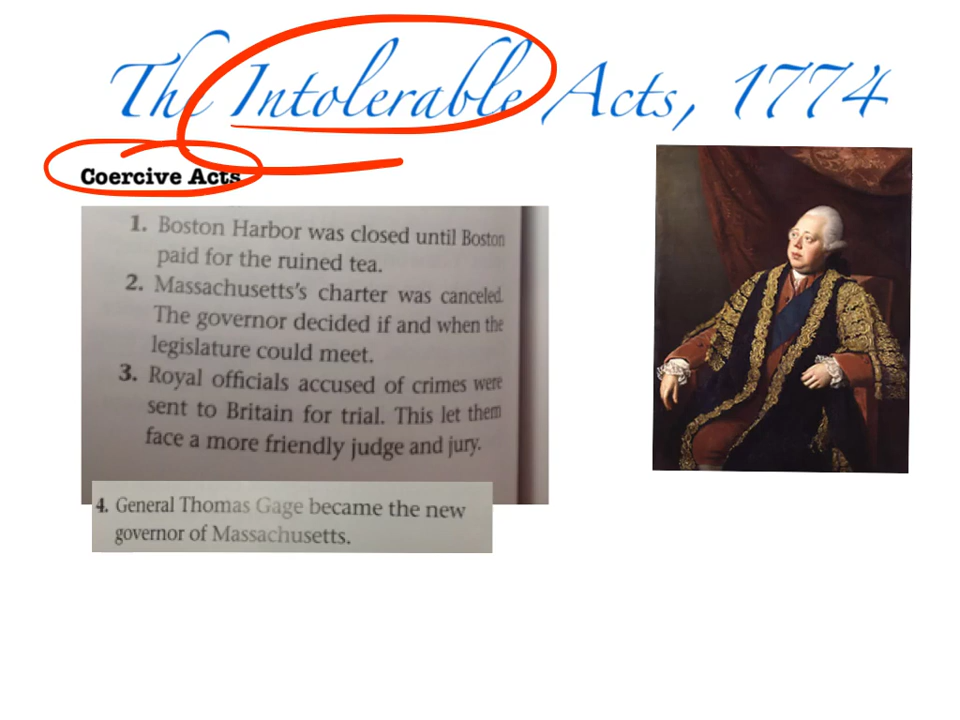 The Intolerable Acts, 1774
Coercive Acts
1. Boston Harbor was closed until Boston
paid for the ruined tea.
2. Massachusetts's charter was canceled.
The governor decided if and when the
legislature could meet.
3. Royal officials accused of crimes were
sent to Britain for trial. This let them
face a more friendly judge and jury.
4. General Thomas Gage became the new
governor of Massachusetts.